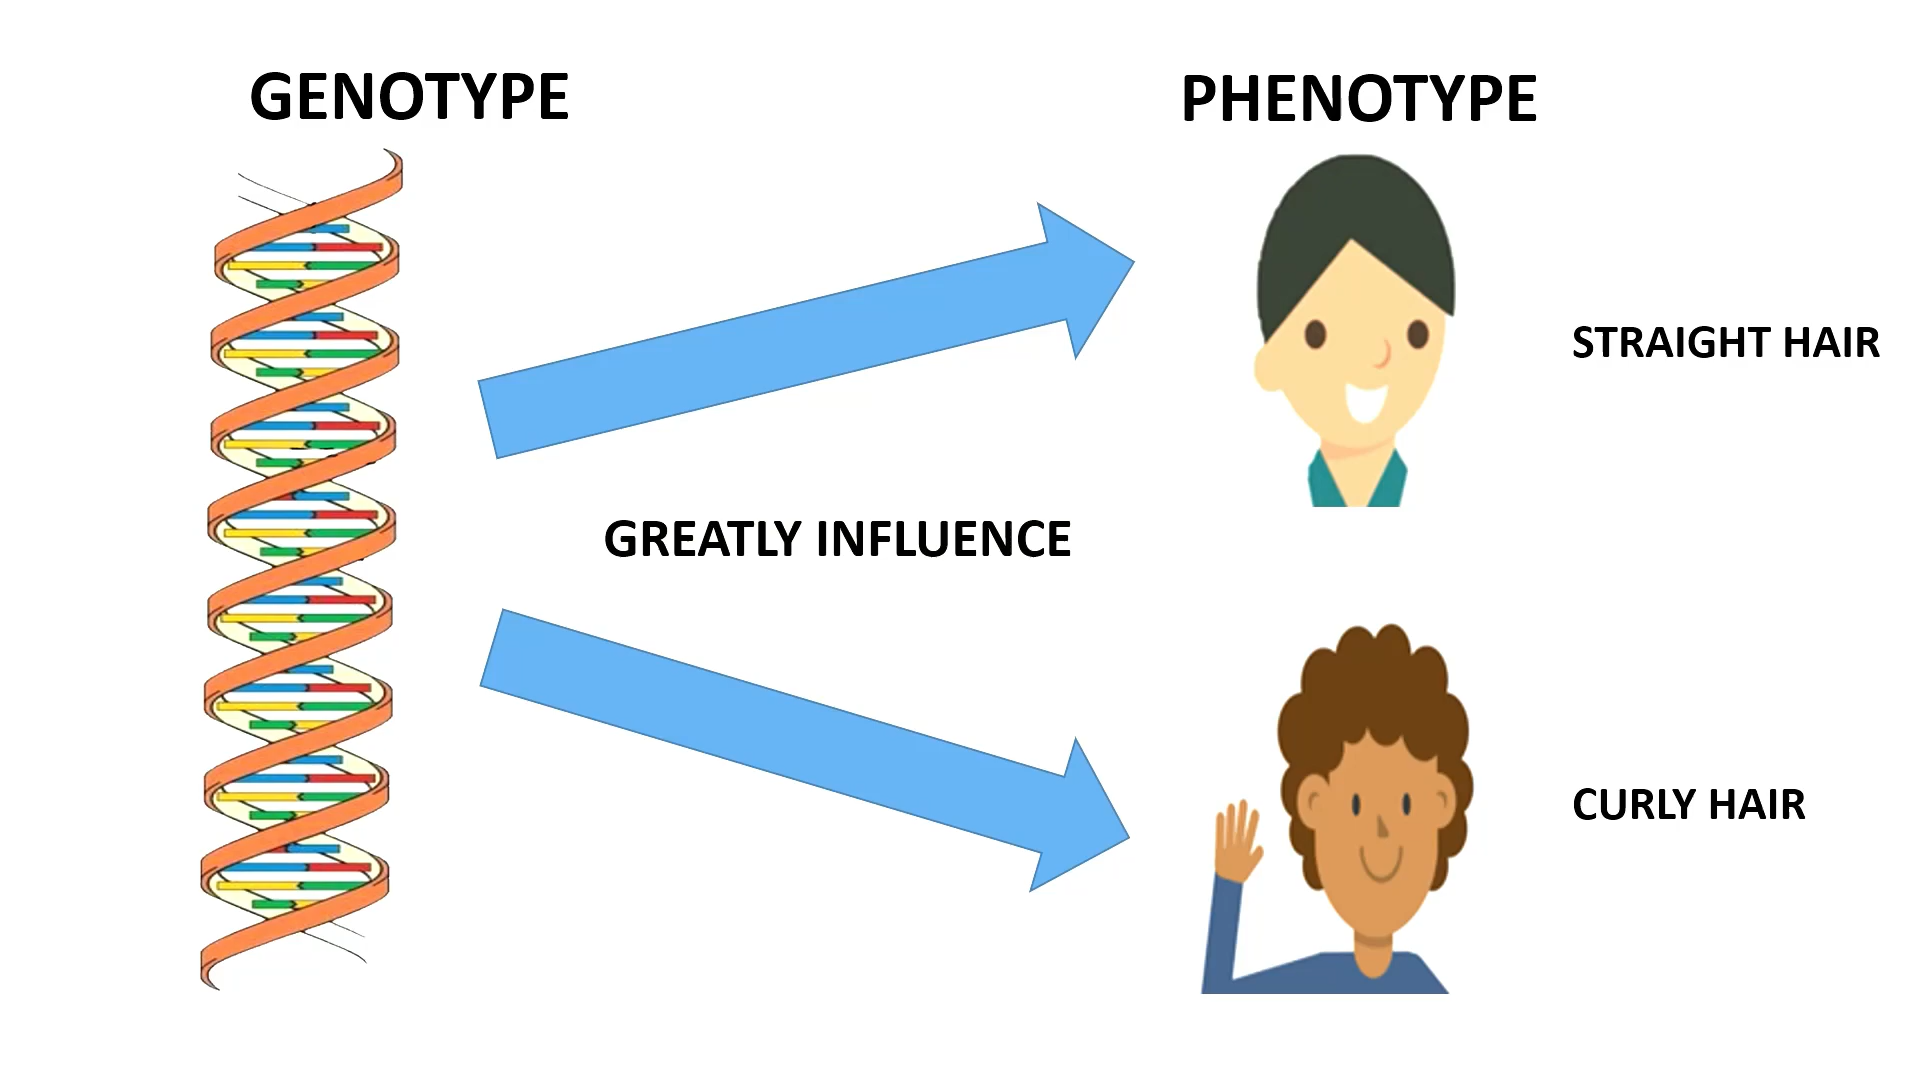 GENOTYPE
PHENOTYPE
STRAIGHT HAIR
GREATLY INFLUENCE
CURLY HAIR